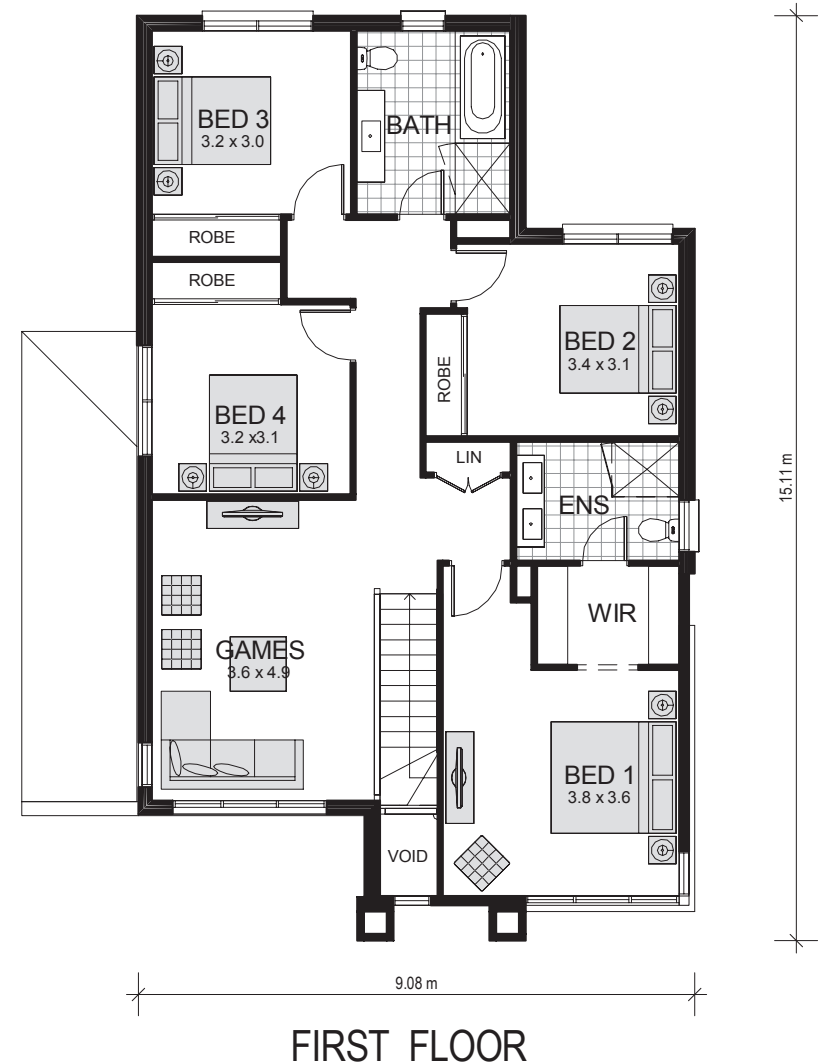 BED 3
3.2 x 3.0
BATH
ROBE
ROBE
BED 2
3.4 x 3.1
ROBE
BED 4
3.2 x3.1
LIN
ENS
15.11 m
WIR
GAMES
3.6 x 4.9
BED 1
3.8 x 3.6
VOID
9.08 m
FIRST FLOOR